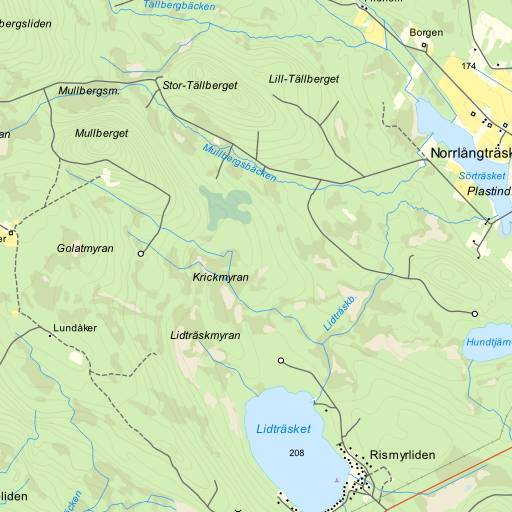 Tällbergbäcken
bergsliden
Borgen
174
Stor-Tällberget
Lill-Tällberget
Mullbergsm.
Mullberget
Norrlångträsk
Mullbergsbäcken
Sörträsket
Plastind.
Golatmyran
Krickmyran
Lidträskb.
Lundåker
Lidträskmyran
Hundtjärn
Lidträsket
208
Rismyrliden
liden
bäcken